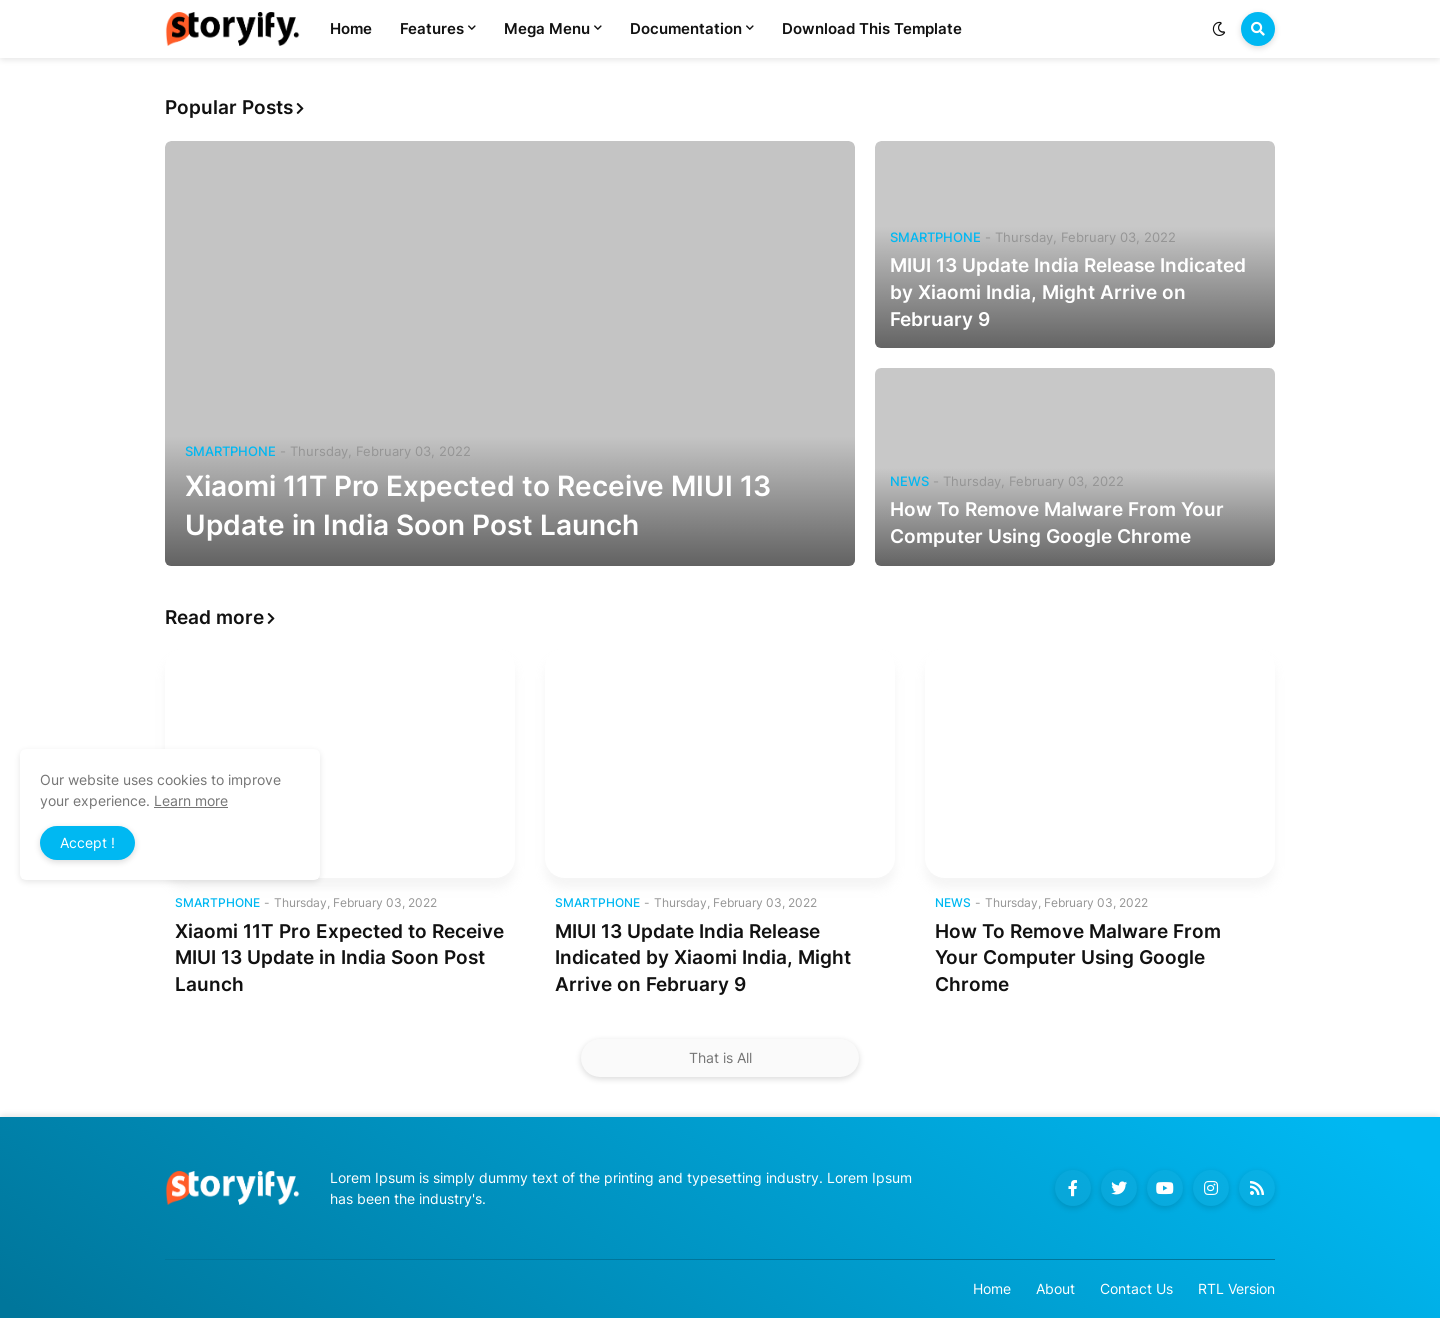 storyify.
Home
Features
Mega Menu
Documentation
Download This Template
Popular Posts
SMARTPHONE - Thursday, February 03, 2022
Xiaomi 11T Pro Expected to Receive MIUI 13
Update in India Soon Post Launch
SMARTPHONE - Thursday, February 03, 2022
MIUI 13 Update India Release Indicated
by Xiaomi India, Might Arrive on
February 9
NEWS - Thursday, February 03, 2022
How To Remove Malware From Your
Computer Using Google Chrome
Read more
Our website uses cookies to improve
your experience. Learn more
Accept !
SMARTPHONE - Thursday, February 03, 2022
Xiaomi 11T Pro Expected to Receive
MIUI 13 Update in India Soon Post
Launch
SMARTPHONE - Thursday, February 03, 2022
MIUI 13 Update India Release
Indicated by Xiaomi India, Might
Arrive on February 9
NEWS - Thursday, February 03, 2022
How To Remove Malware From
Your Computer Using Google
Chrome
That is All
storyify.
Lorem Ipsum is simply dummy text of the printing and typesetting industry. Lorem Ipsum
has been the industry's.
Home
About
Contact Us
RTL Version